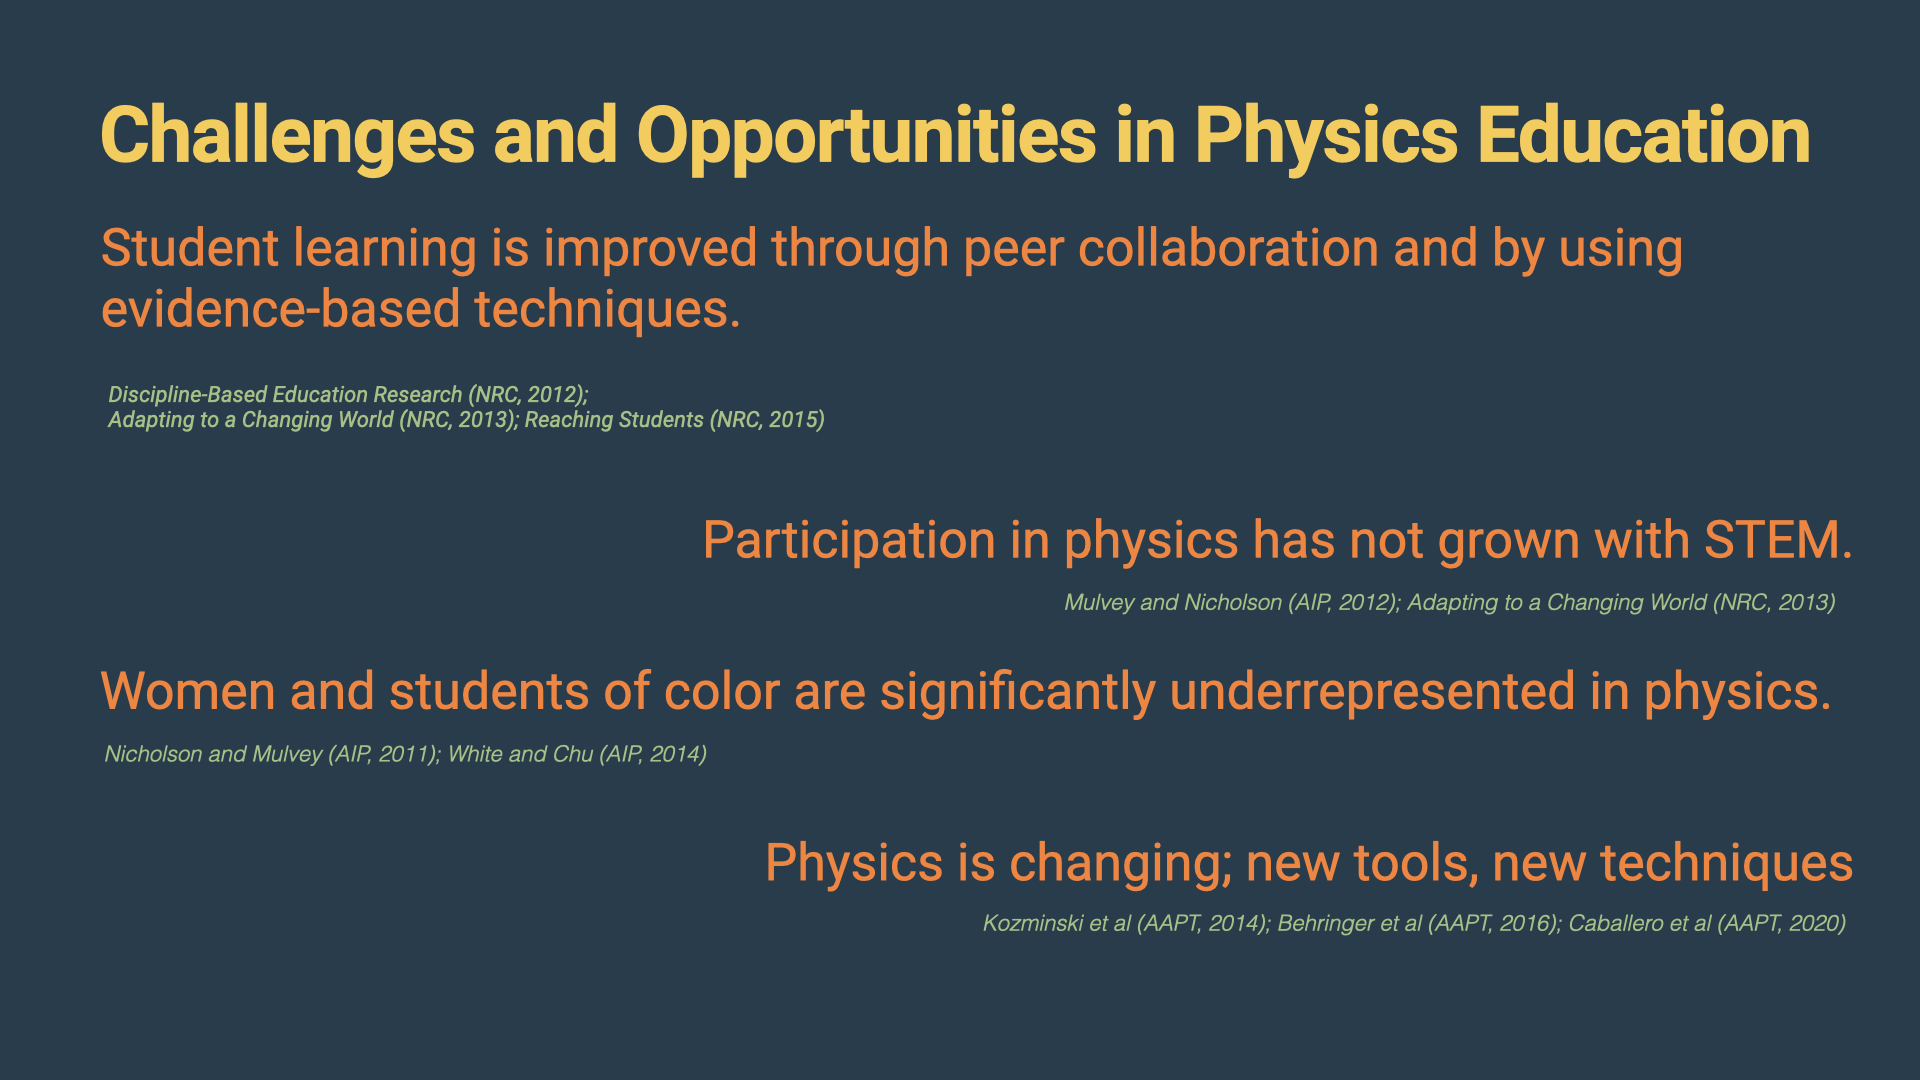 Challenges and Opportunities in Physics Education
Student learning is improved through peer collaboration and by using
evidence-based techniques.
Discipline-Based Education Research (NRC, 2012);
Adapting to a Changing World (NRC, 2013); Reaching Students (NRC, 2015)
Participation in physics has not grown with STEM.
Mulvey and Nicholson (AIP, 2012); Adapting to a Changing World (NRC, 2013)
Women and students of color are significantly underrepresented in physics.
Nicholson and Mulvey (AIP, 2011); White and Chu (AIP, 2014)
Physics is changing; new tools, new techniques
Kozminski et al (AAPT, 2014); Behringer et al (AAPT, 2016); Caballero et al (AAPT, 2020)